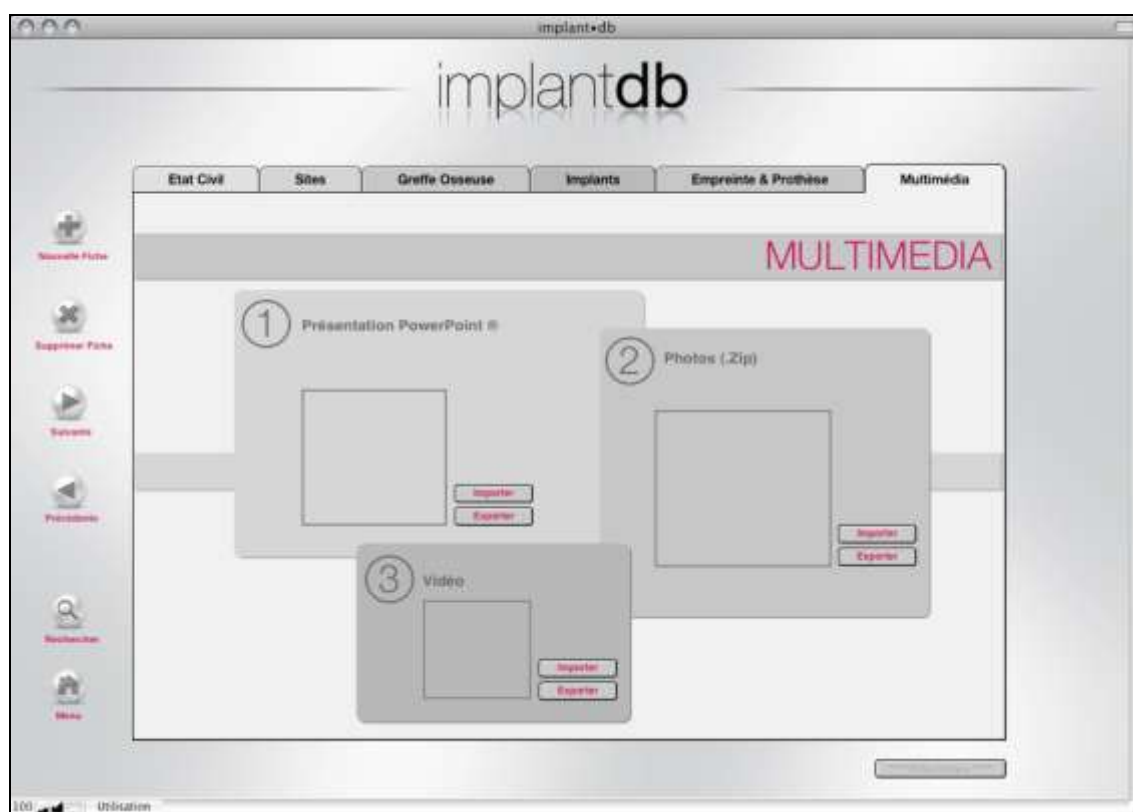 implant•db
implantdb
Etat Civil
Sites
Greffe Osseuse
Implants
Empreinte & Prothèse
Multimédia
Nouvelle Fiche
Supprimer Fiche
Suivante
Précédente
Rechercher
Menu
MULTIMEDIA
1 Présentation PowerPoint ®
Importer
Exporter
2 Photos (.Zip)
Importer
Exporter
3 Vidéo
Importer
Exporter
100
Utilisation